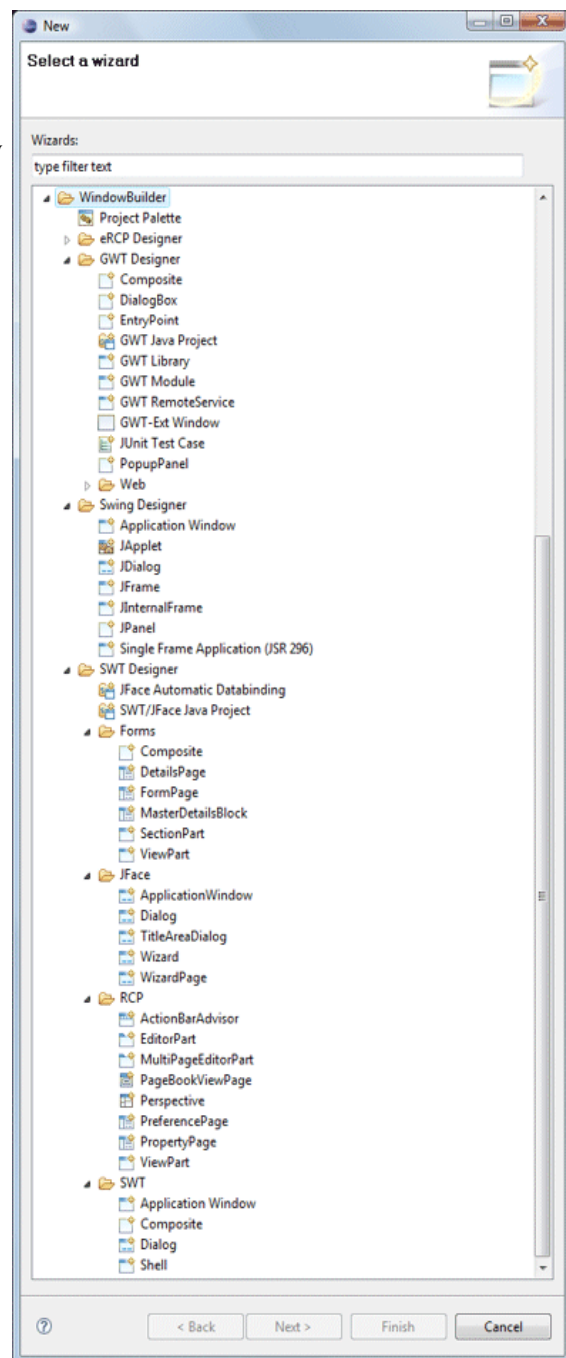 New
Select a wizard
Wizards:
type filter text
WindowBuilder
Project Palette
eRCP Designer
GWT Designer
Composite
DialogBox
EntryPoint
GWT Java Project
GWT Library
GWT Module
GWT RemoteService
GWT-Ext Window
JUnit Test Case
PopupPanel
Web
Swing Designer
Application Window
JApplet
JDialog
JFrame
JInternalFrame
JPanel
Single Frame Application (JSR 296)
SWT Designer
JFace Automatic Databinding
SWT/JFace Java Project
Forms
Composite
DetailsPage
FormPage
MasterDetailsBlock
SectionPart
ViewPart
JFace
ApplicationWindow
Dialog
TitleAreaDialog
Wizard
WizardPage
RCP
ActionBarAdvisor
EditorPart
MultiPageEditorPart
PageBookViewPage
Perspective
PreferencePage
PropertyPage
ViewPart
SWT
Application Window
Composite
Dialog
Shell
? < Back Next > Finish Cancel